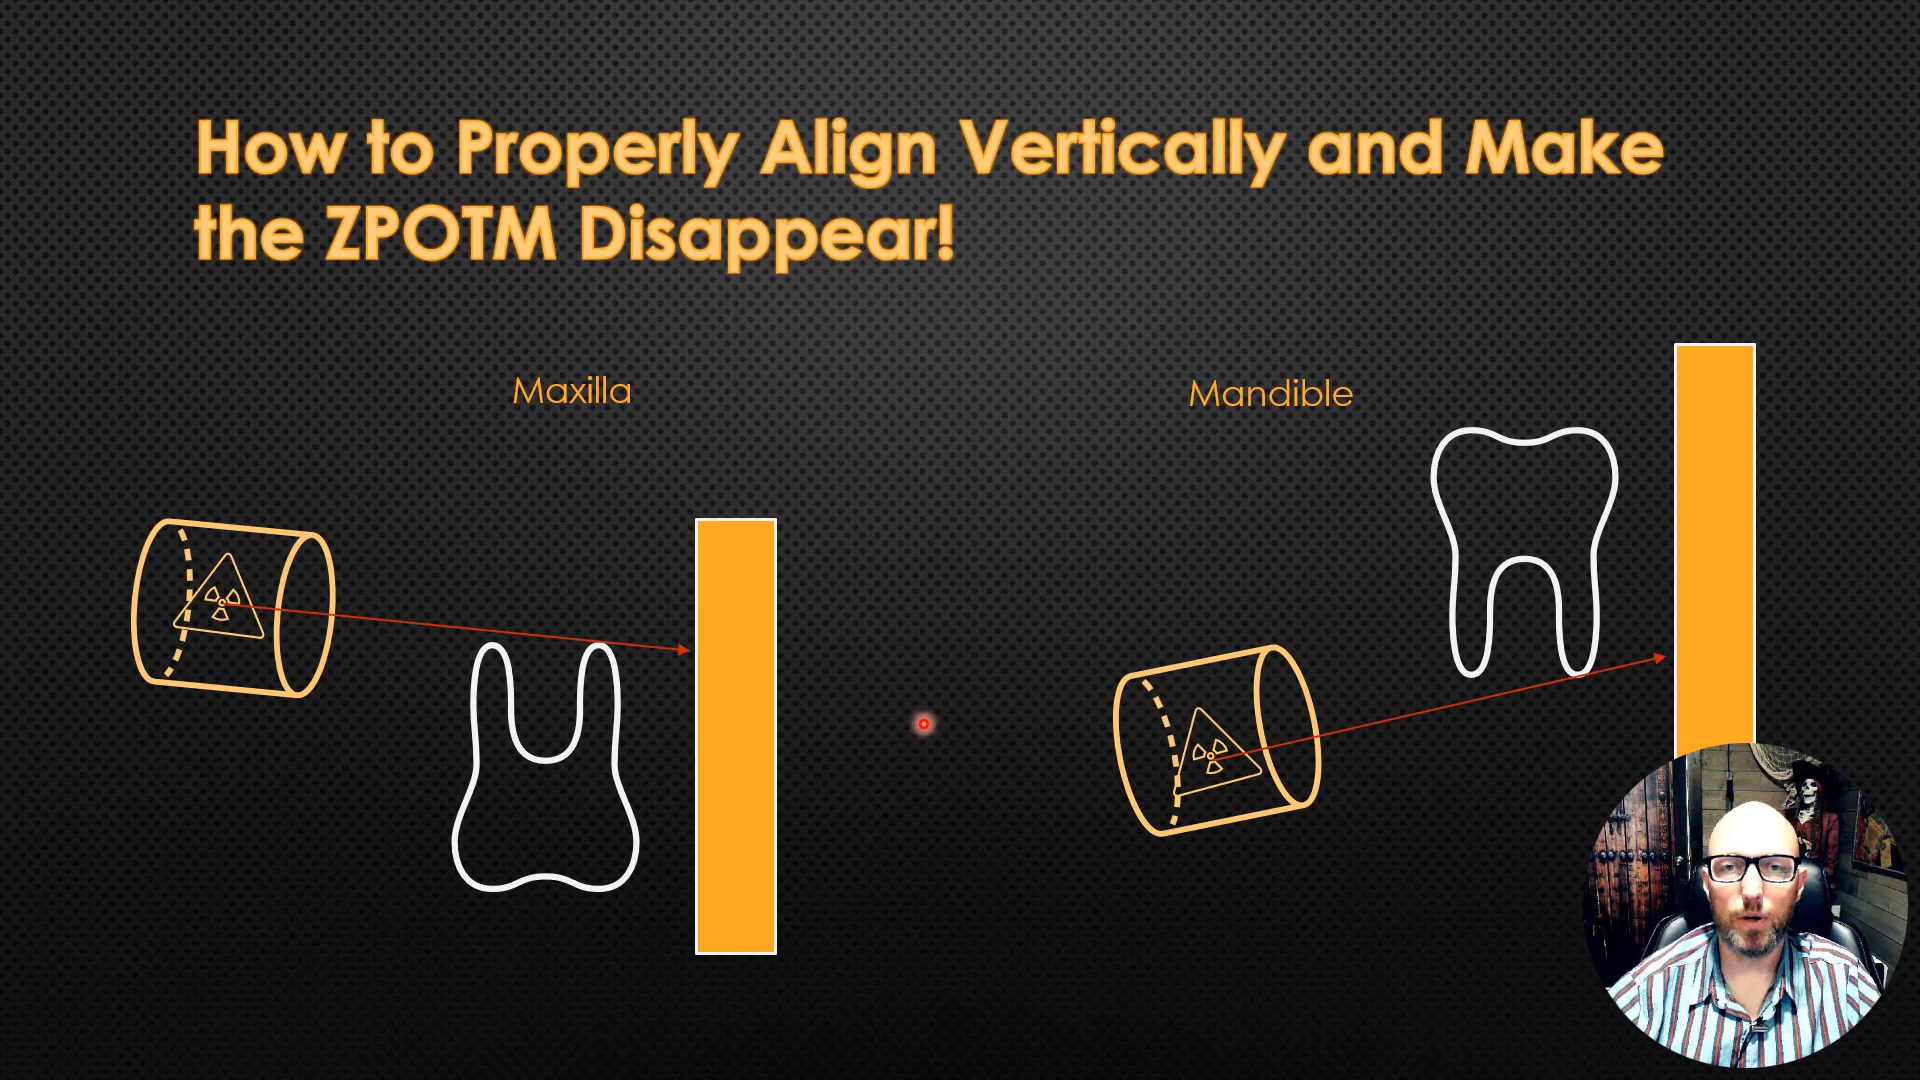 How to Properly Align Vertically and Make
the ZPOTM Disappear!
Maxilla
Mandible